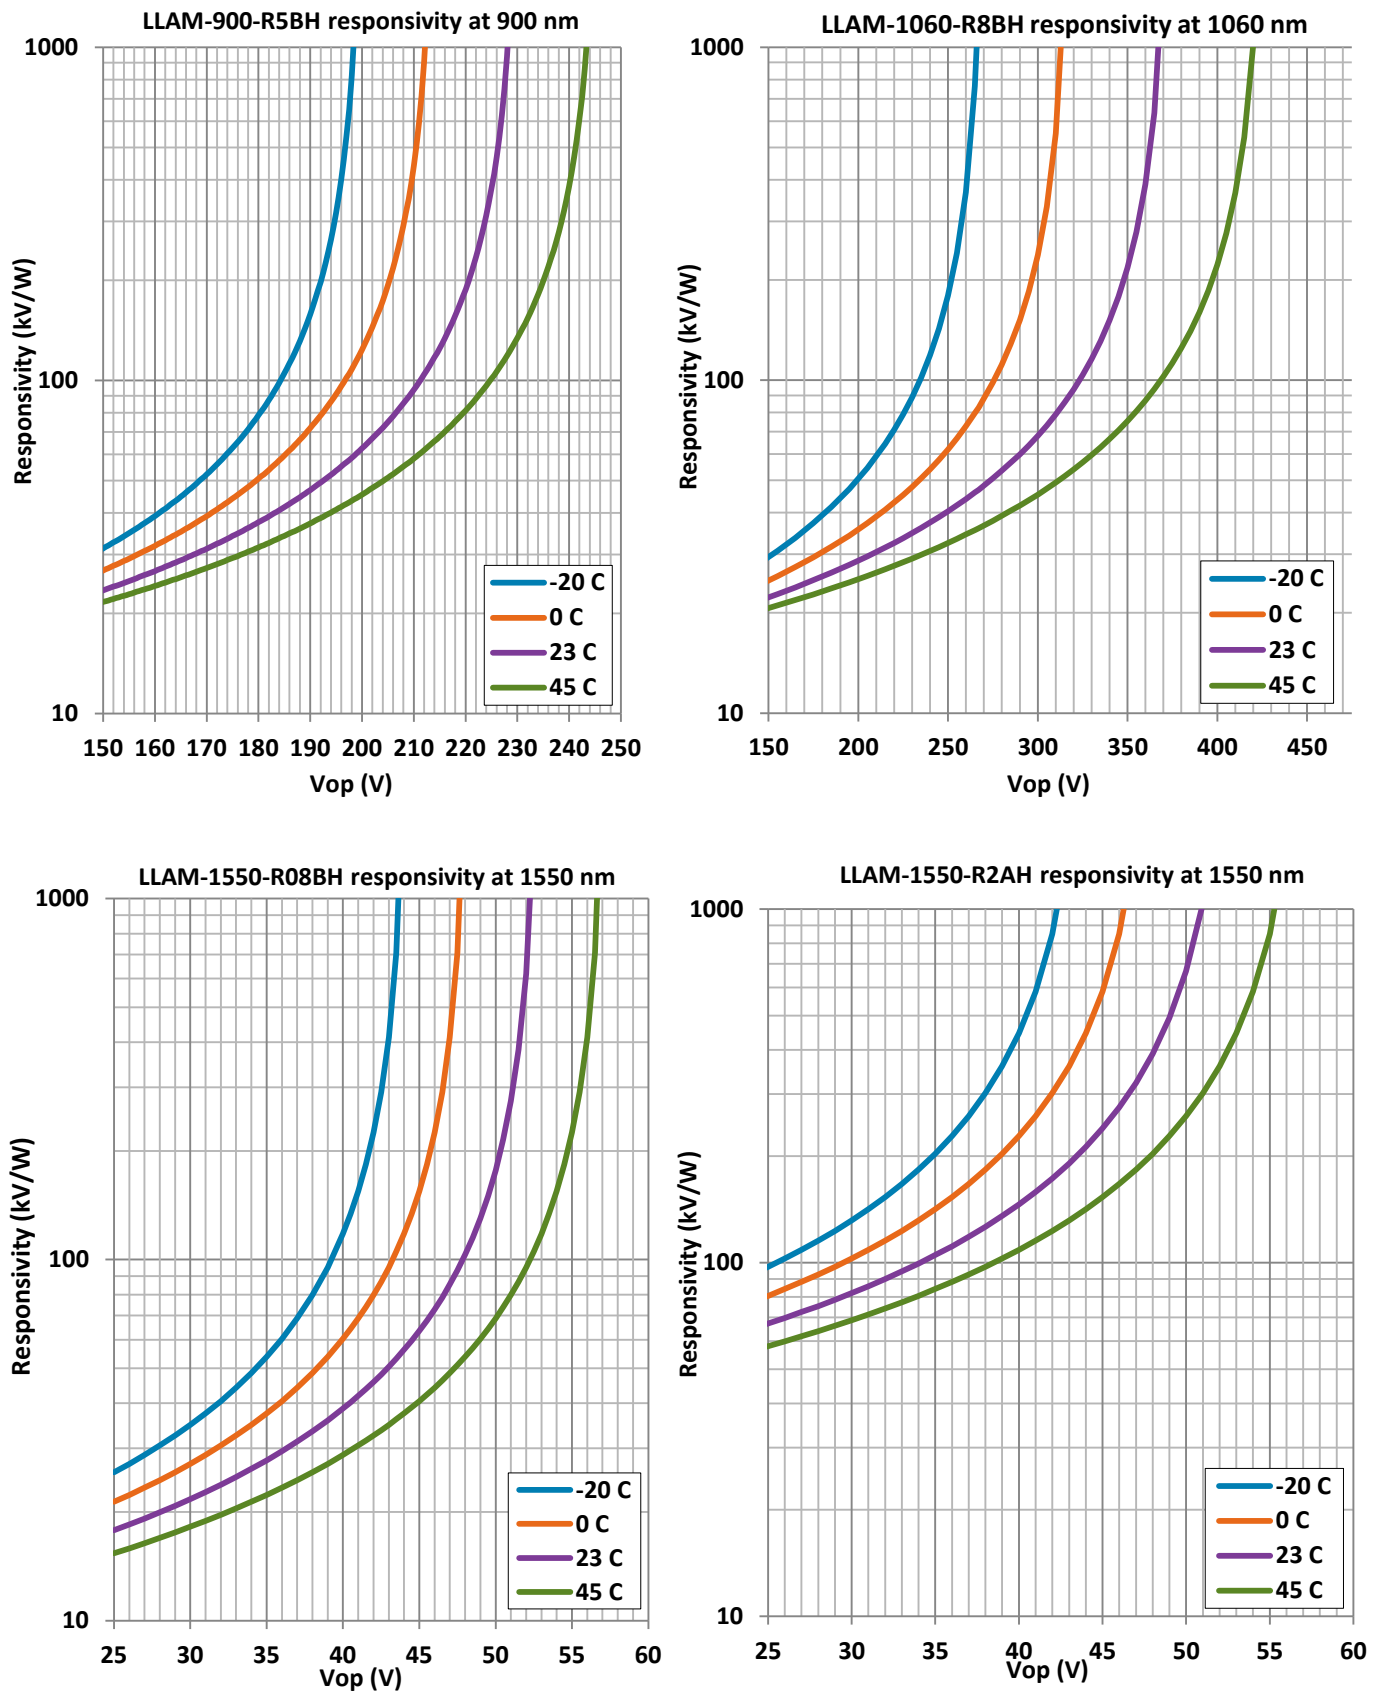 LLAM-900-R5BH responsivity at 900 nm
1000
100
10
Responsivity (kV/W)
150 160 170 180 190 200 210 220 230 240 250
Vop (V)
-20 C
0 C
23 C
45 C
LLAM-1060-R8BH responsivity at 1060 nm
1000
100
10
Responsivity (kV/W)
150 200 250 300 350 400 450
Vop (V)
-20 C
0 C
23 C
45 C
LLAM-1550-R08BH responsivity at 1550 nm
1000
100
10
Responsivity (kV/W)
25 30 35 40 45 50 55 60
Vop (V)
-20 C
0 C
23 C
45 C
LLAM-1550-R2AH responsivity at 1550 nm
1000
100
10
Responsivity (kV/W)
25 30 35 40 45 50 55 60
Vop (V)
-20 C
0 C
23 C
45 C